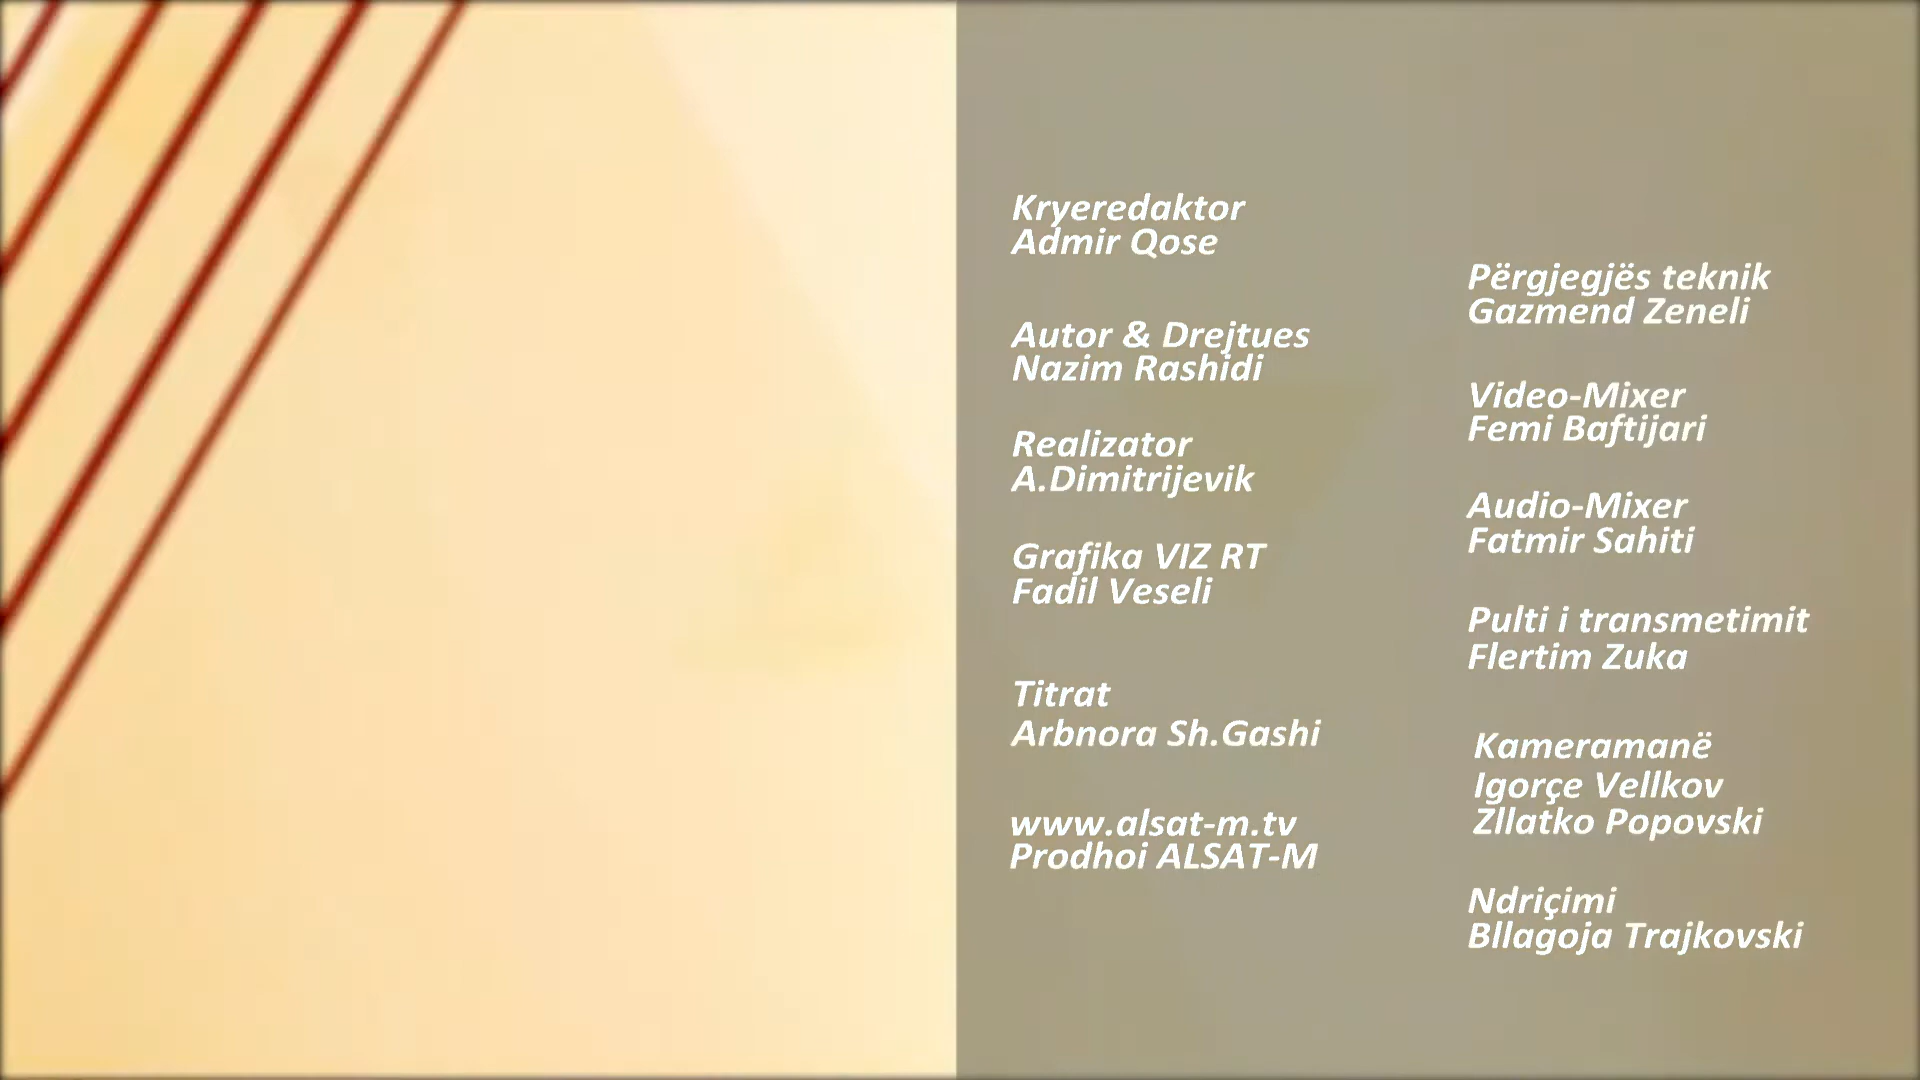 Kryeredaktor
Admir Qose
Autor & Drejtues
Nazim Rashidi
Realizator
A.Dimitrijevik
Grafika VIZ RT
Fadil Veseli
Titrat
Arbnora Sh.Gashi
www.alsat-m.tv
Prodhoi ALSAT-M
Përgjegjës teknik
Gazmend Zeneli
Video-Mixer
Femi Baftijari
Audio-Mixer
Fatmir Sahiti
Pulti i transmetimit
Flertim Zuka
Kameramanë
Igorçe Vellkov
Zllatko Popovski
Ndriçimi
Bllagoja Trajkovski